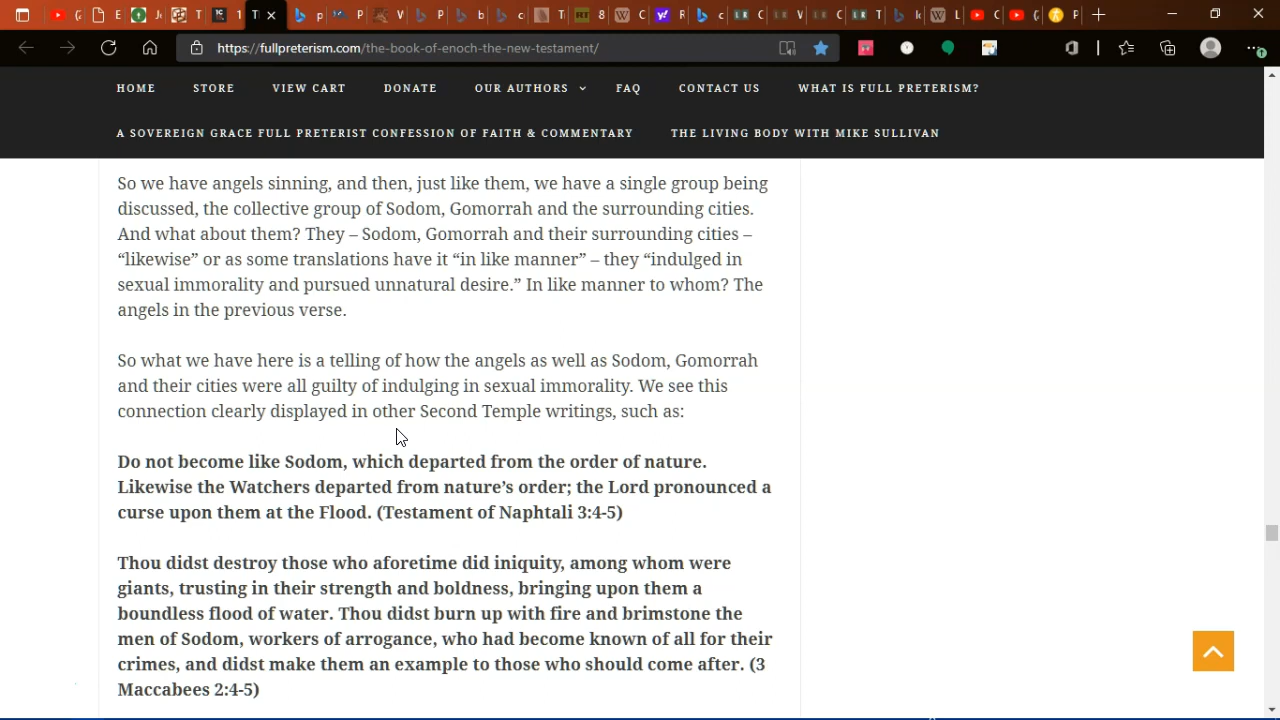 G
E
J
T
1
T
p
P
V
P
b
c
T
8
C
R
c
C
V
C
T
k
L
C
G
P
https://fullpreterism.com/the-book-of-enoch-the-new-testament/
HOME STORE VIEW CART DONATE OUR AUTHORS FAQ CONTACT US WHAT IS FULL PRETERISM?
A SOVEREIGN GRACE FULL PRETERIST CONFESSION OF FAITH & COMMENTARY THE LIVING BODY WITH MIKE SULLIVAN
So we have angels sinning, and then, just like them, we have a single group being
discussed, the collective group of Sodom, Gomorrah and the surrounding cities.
And what about them? They – Sodom, Gomorrah and their surrounding cities –
“likewise” or as some translations have it “in like manner” – they “indulged in
sexual immorality and pursued unnatural desire.” In like manner to whom? The
angels in the previous verse.
So what we have here is a telling of how the angels as well as Sodom, Gomorrah
and their cities were all guilty of indulging in sexual immorality. We see this
connection clearly displayed in other Second Temple writings, such as:
Do not become like Sodom, which departed from the order of nature.
Likewise the Watchers departed from nature’s order; the Lord pronounced a
curse upon them at the Flood. (Testament of Naphtali 3:4-5)
Thou didst destroy those who aforetime did iniquity, among whom were
giants, trusting in their strength and boldness, bringing upon them a
boundless flood of water. Thou didst burn up with fire and brimstone the
men of Sodom, workers of arrogance, who had become known of all for their
crimes, and didst make them an example to those who should come after. (3
Maccabees 2:4-5)